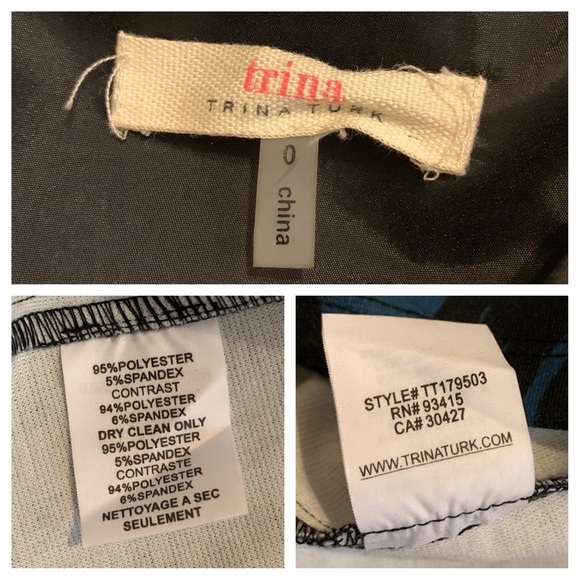 trina
TRINA TURK
0
china
95%POLYESTER
5%SPANDEX
CONTRAST
94%POLYESTER
6%SPANDEX
DRY CLEAN ONLY
95%POLYESTER
5%SPANDEX
CONTRASTE
94%POLYESTER
6%SPANDEX
NETTOYAGE A SEC
SEULEMENT
STYLE# TT179503
RN# 93415
CA# 30427
WWW.TRINATURK.COM